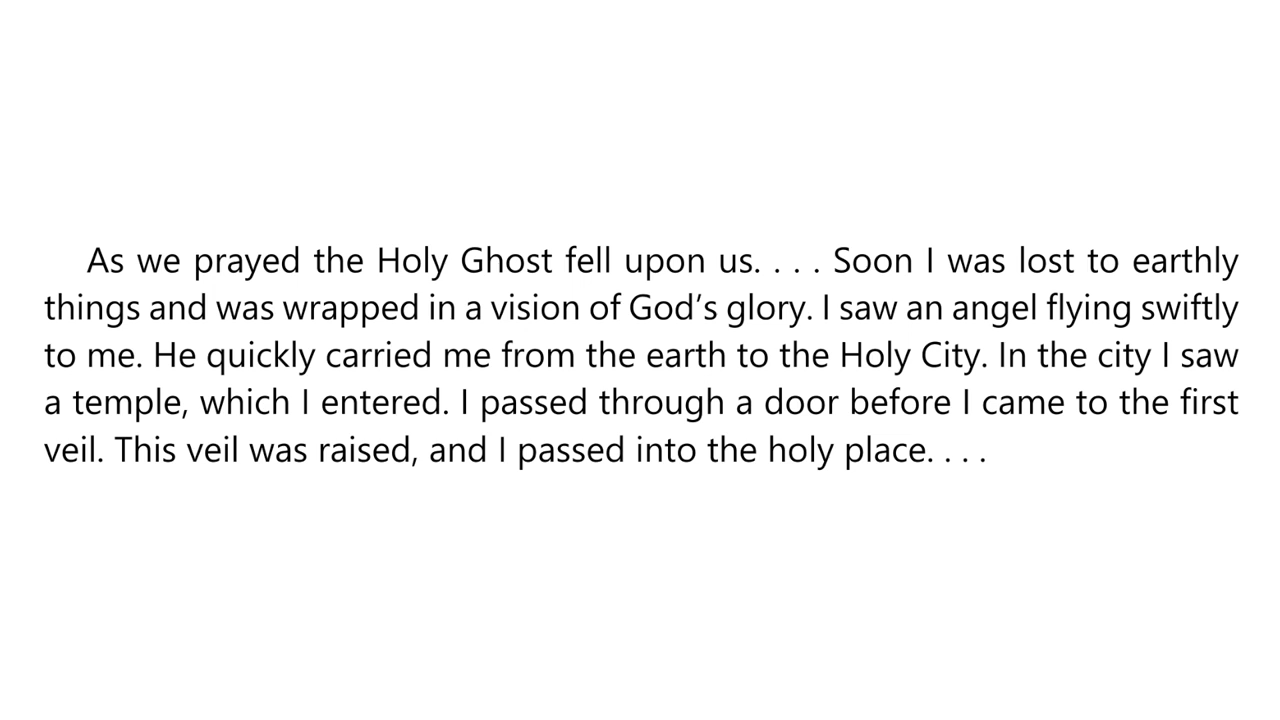 As we prayed the Holy Ghost fell upon us. . . . Soon I was lost to earthly
things and was wrapped in a vision of God’s glory. I saw an angel flying swiftly
to me. He quickly carried me from the earth to the Holy City. In the city I saw
a temple, which I entered. I passed through a door before I came to the first
veil. This veil was raised, and I passed into the holy place. . . .